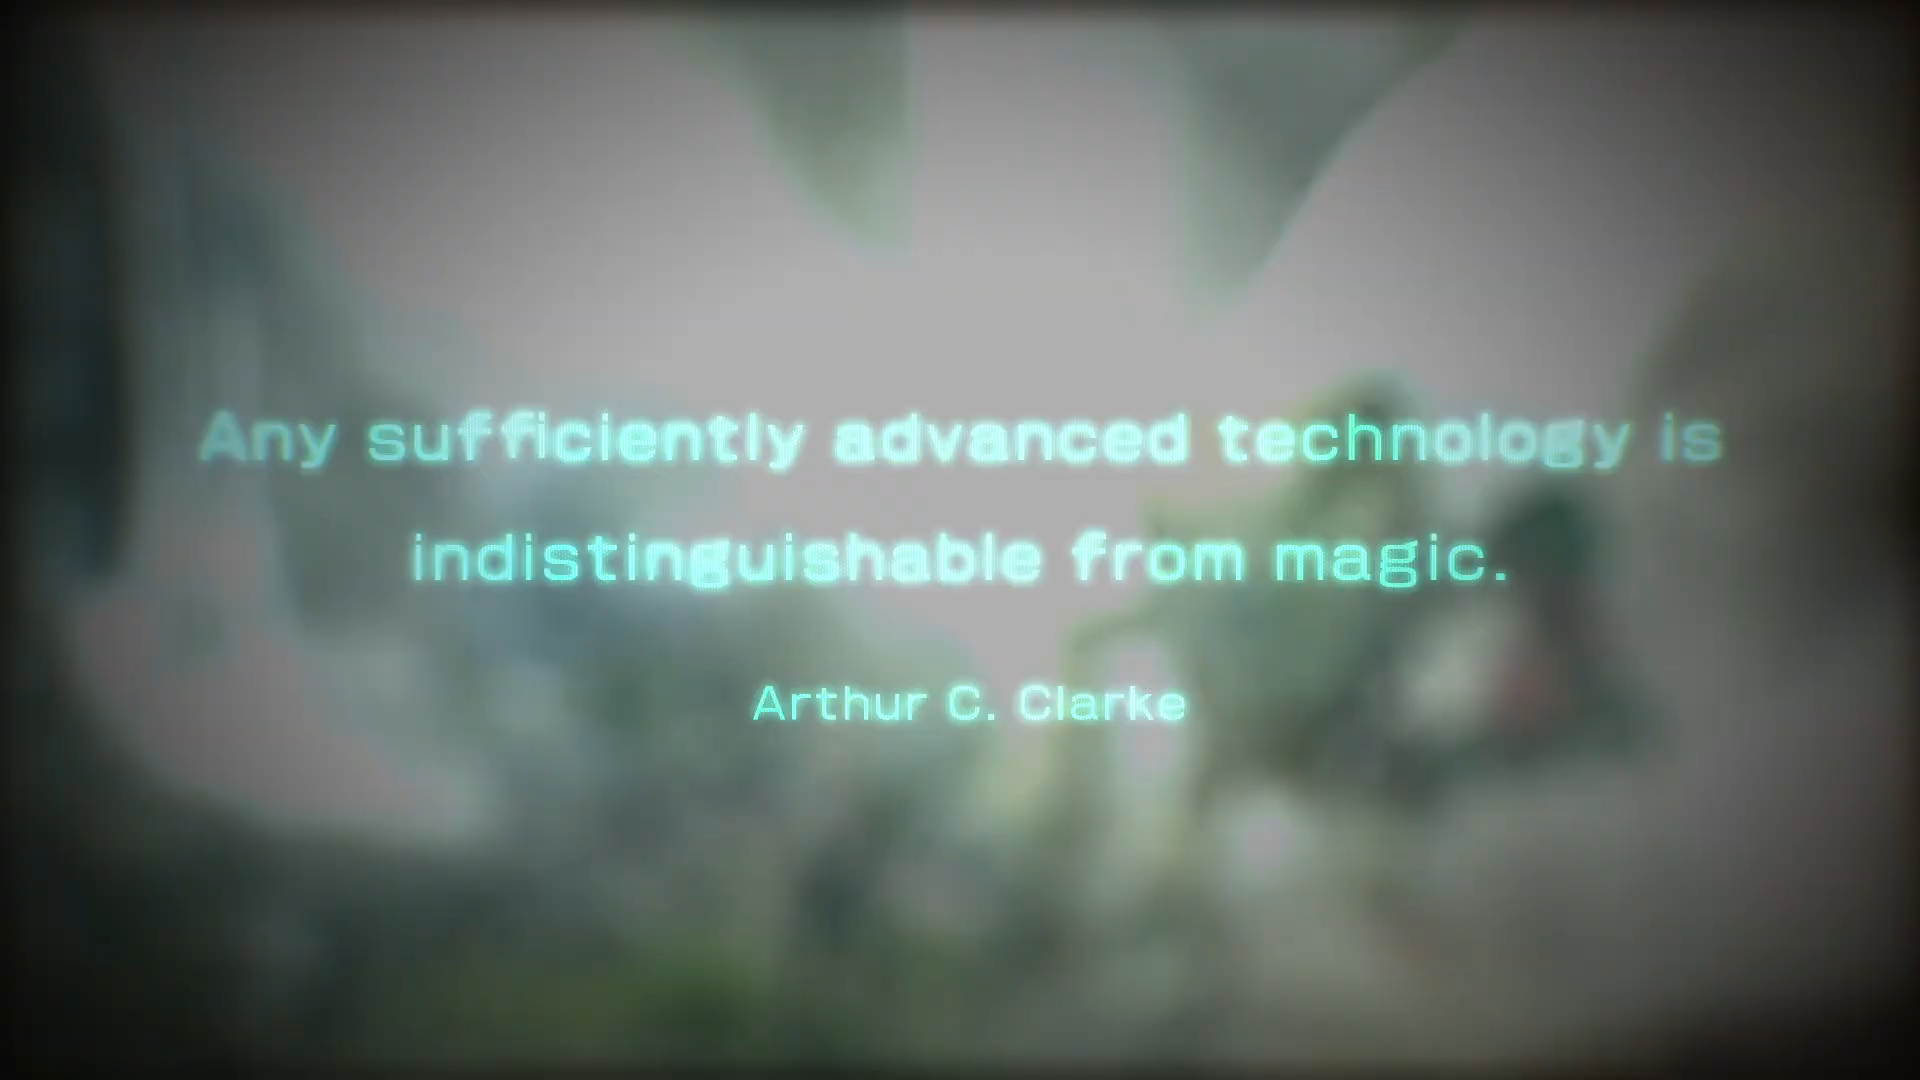 Any sufficiently advanced technology is
indistinguishable from magic.
Arthur C. Clarke